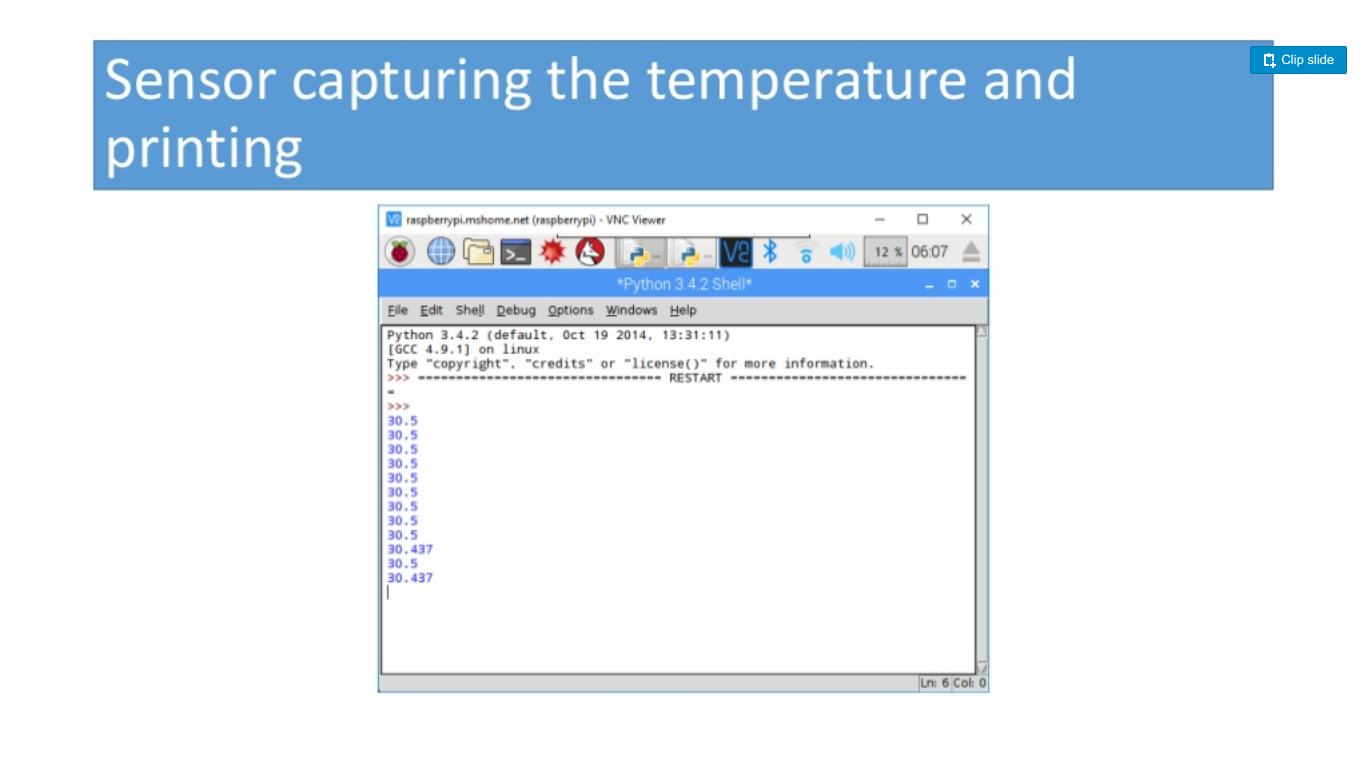 Sensor capturing the temperature and
printing
Clip slide
raspberrypi.mshome.net (raspberrypi) - VNC Viewer
12 % 06:07
*Python 3.4.2 Shell*
File Edit Shell Debug Options Windows Help
Python 3.4.2 (default, Oct 19 2014, 13:31:11)
[GCC 4.9.1] on linux
Type "copyright", "credits" or "license()" for more information.
>>> ================================ RESTART ================================
=
>>>
30.5
30.5
30.5
30.5
30.5
30.5
30.5
30.5
30.5
30.437
30.5
30.437
Ln: 6 Col: 0